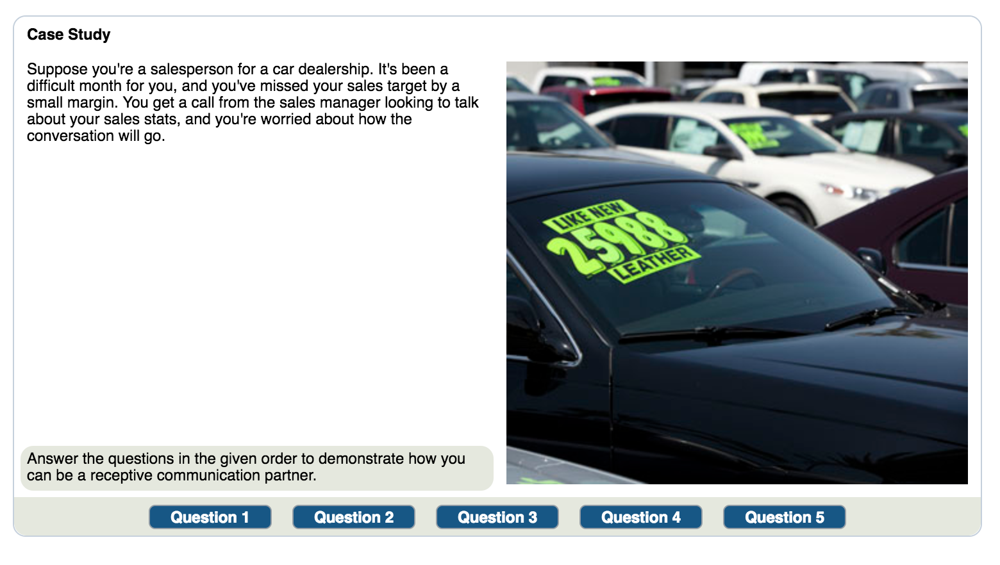 Case Study
Suppose you're a salesperson for a car dealership. It's been a
difficult month for you, and you've missed your sales target by a
small margin. You get a call from the sales manager looking to talk
about your sales stats, and you're worried about how the
conversation will go.
LIKE NEW
25988
LEATHER
Answer the questions in the given order to demonstrate how you
can be a receptive communication partner.
Question 1
Question 2
Question 3
Question 4
Question 5